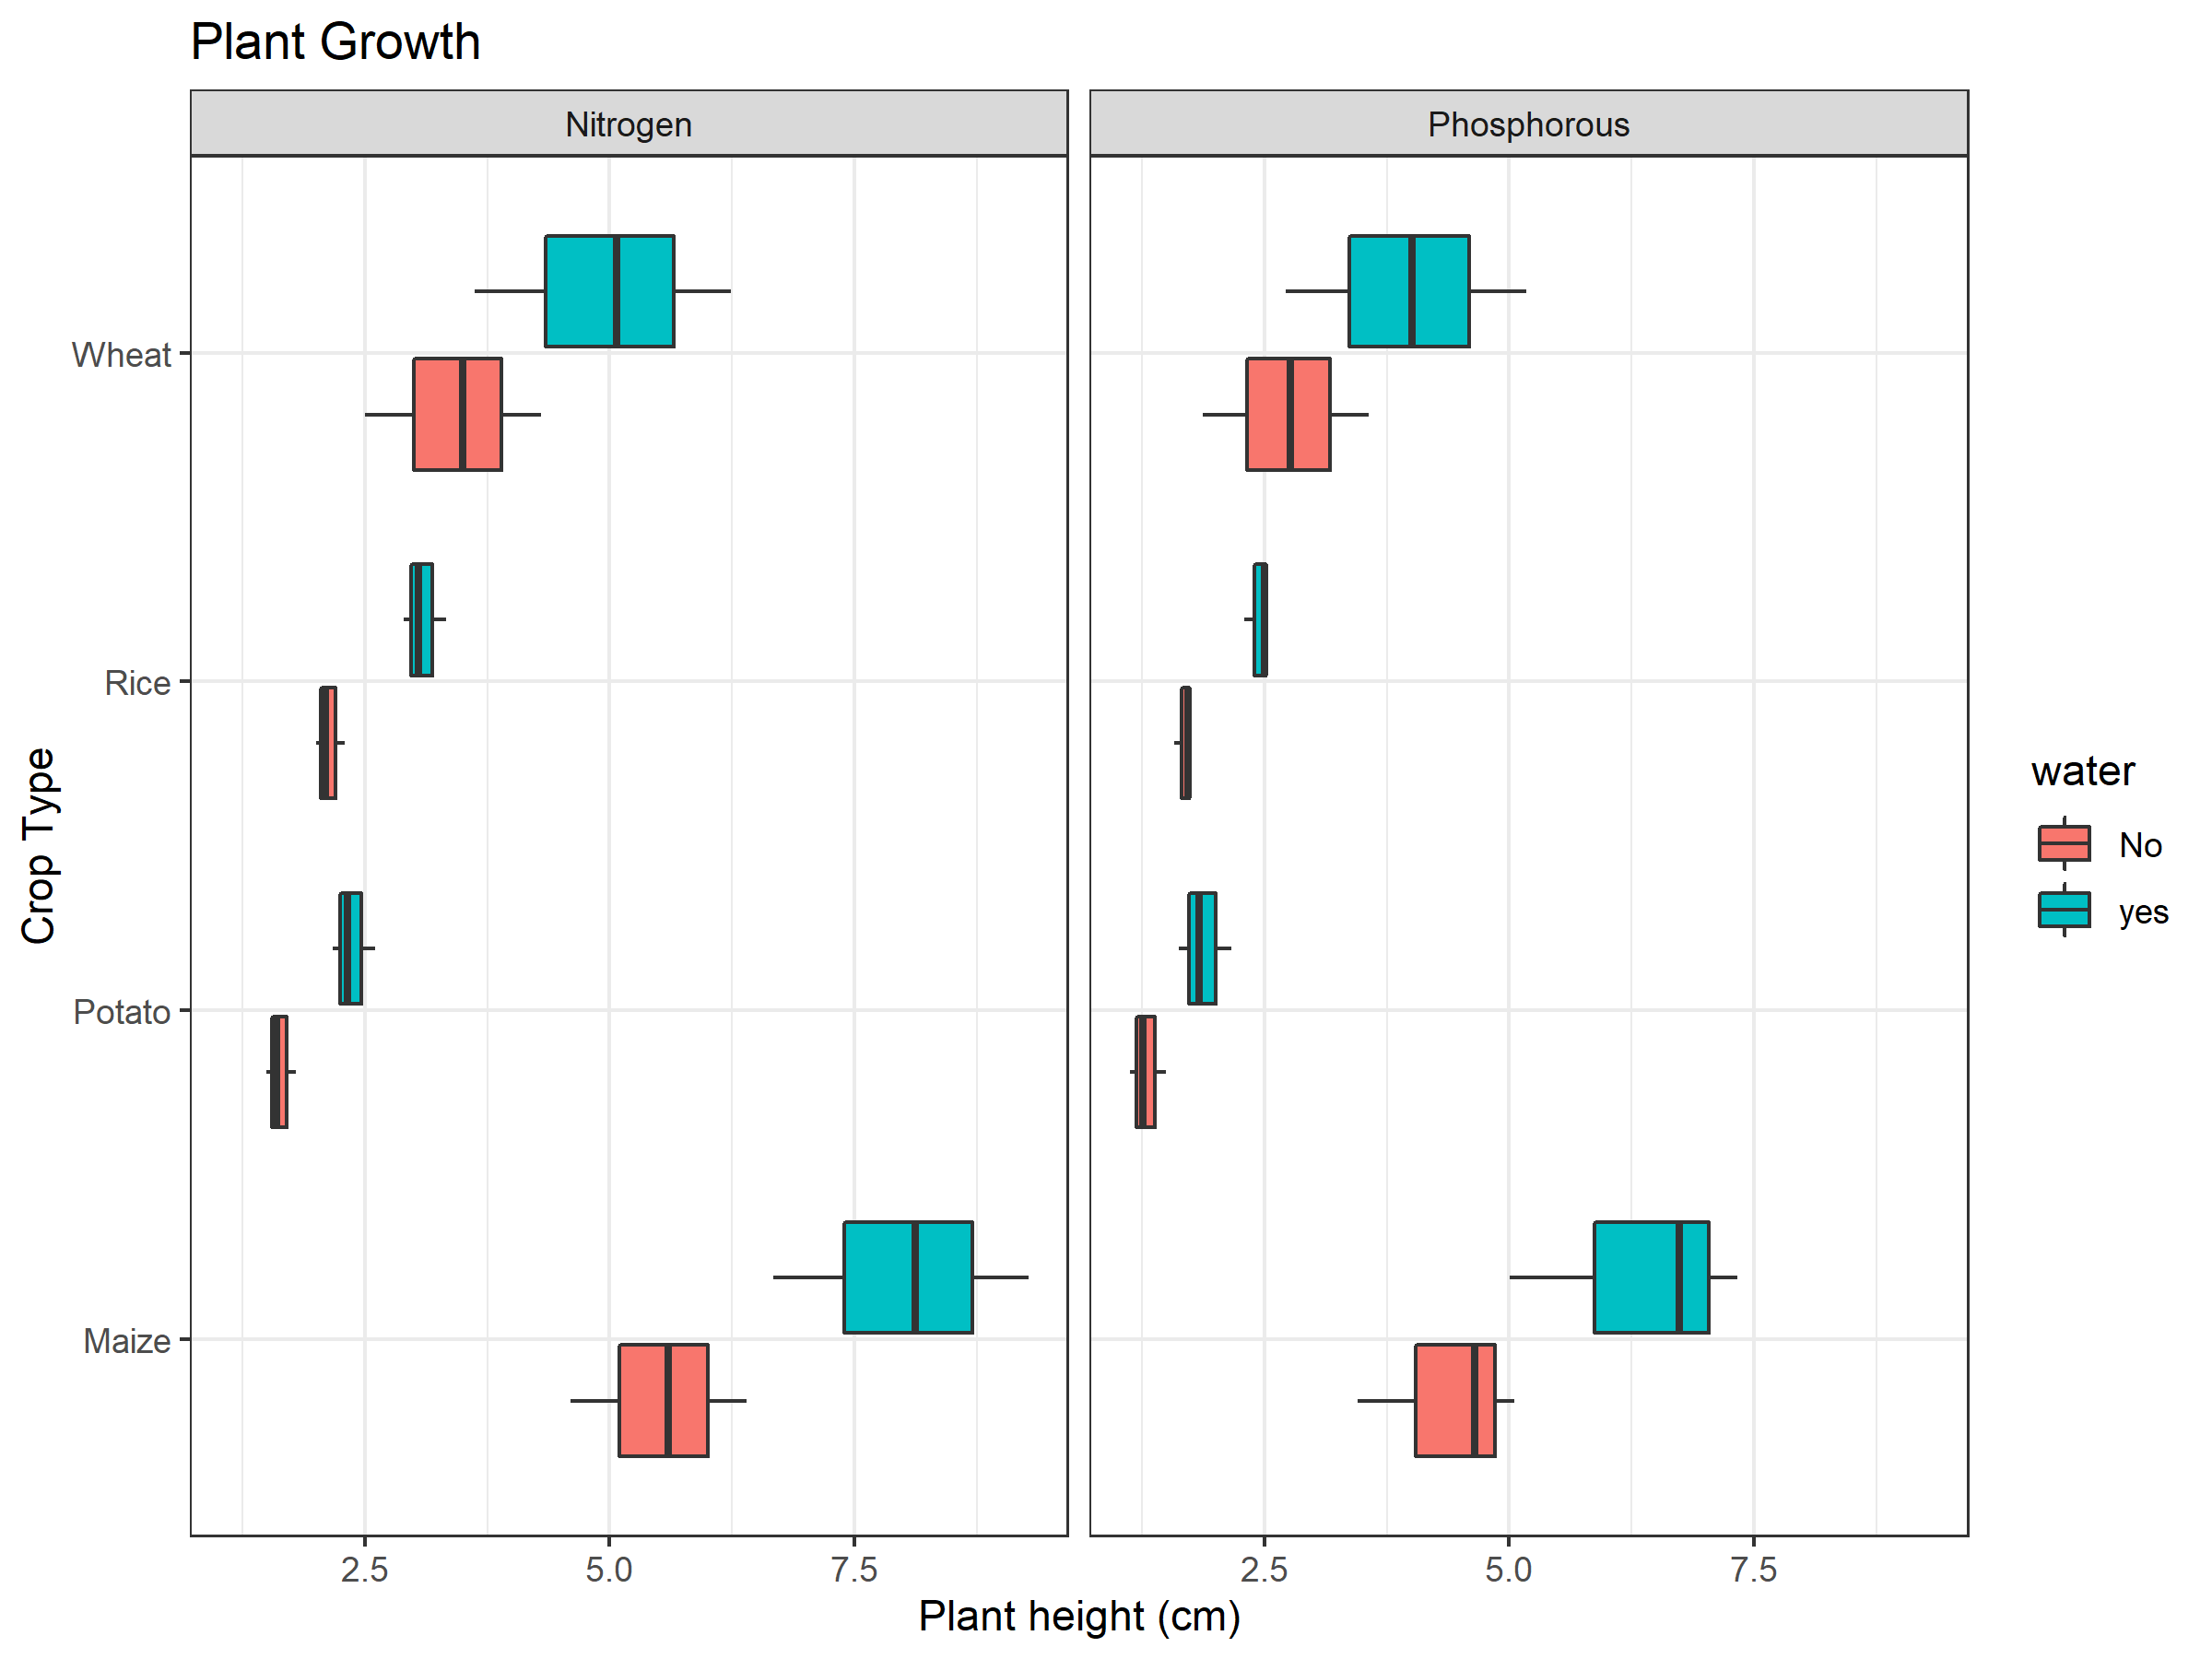 Plant Growth
Nitrogen
Phosphorous
Wheat
Rice
Potato
Maize
Crop Type
2.5 5.0 7.5
2.5 5.0 7.5
Plant height (cm)
water
No
yes